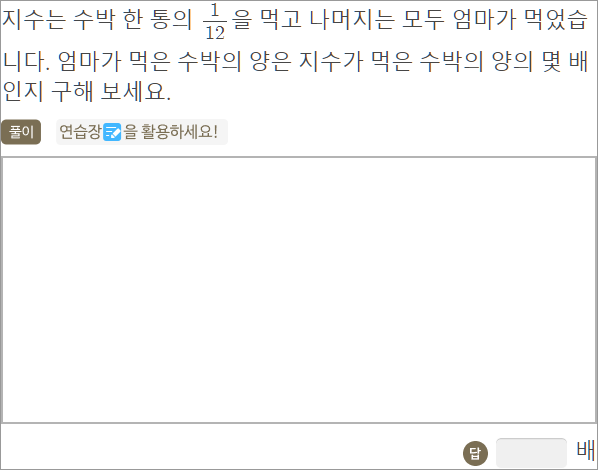 지수는 수박 한 통의 1/12을 먹고 나머지는 모두 엄마가 먹었습
니다. 엄마가 먹은 수박의 양은 지수가 먹은 수박의 양의 몇 배
인지 구해 보세요.
풀이 연습장을 활용하세요!
답 배